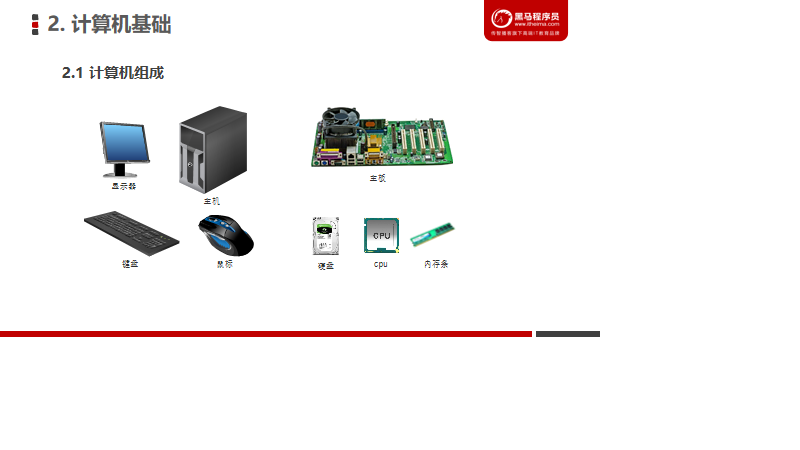 2. 计算机基础
黑马程序员
www.itheima.com
传智播客旗下高端IT教育品牌
2.1 计算机组成
显示器
主机
主板
键盘
鼠标
硬盘
CPU
cpu
内存条